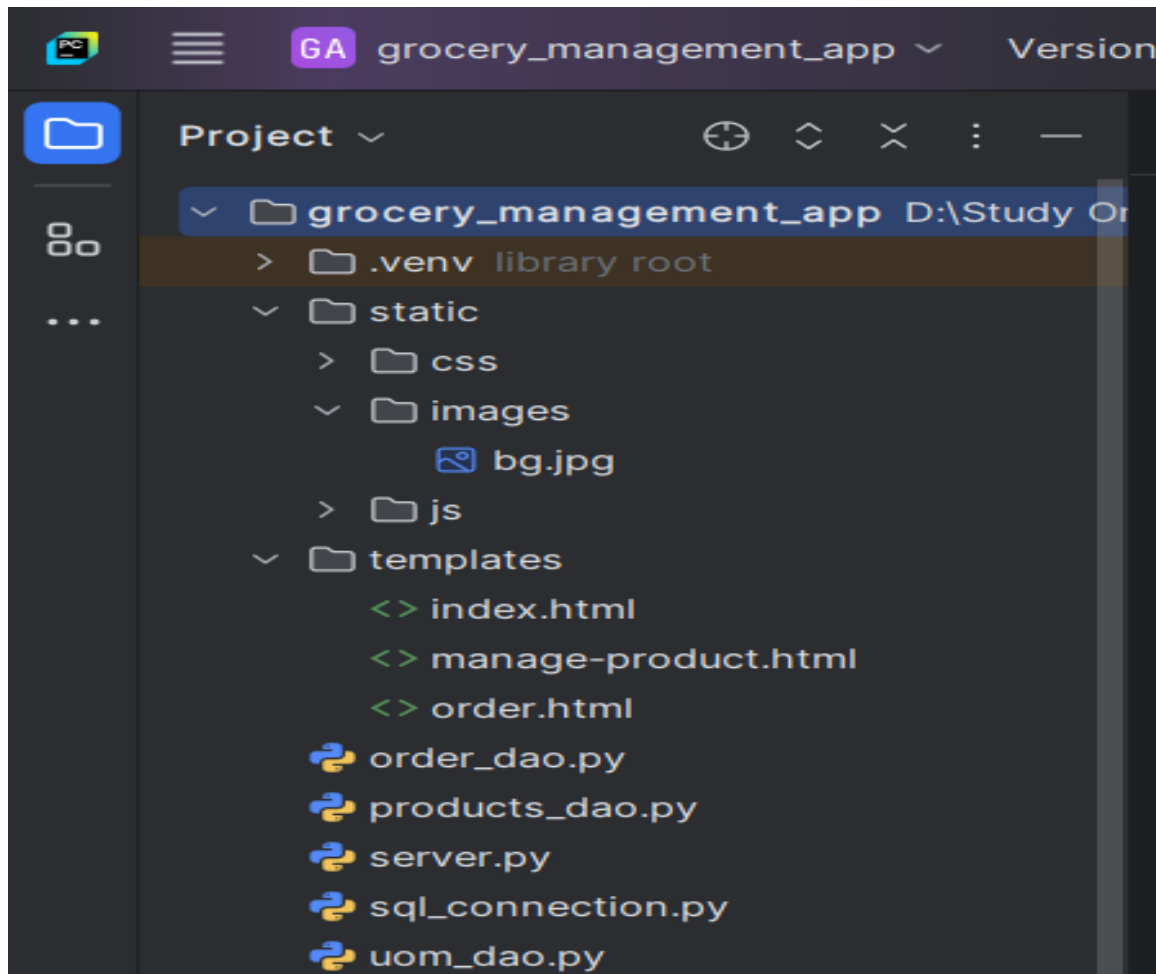 PC
GA grocery_management_app Version
Project
grocery_management_app D:\Study Or
.venv library root
static
css
images
bg.jpg
js
templates
<> index.html
<> manage-product.html
<> order.html
order_dao.py
products_dao.py
server.py
sql_connection.py
uom_dao.py